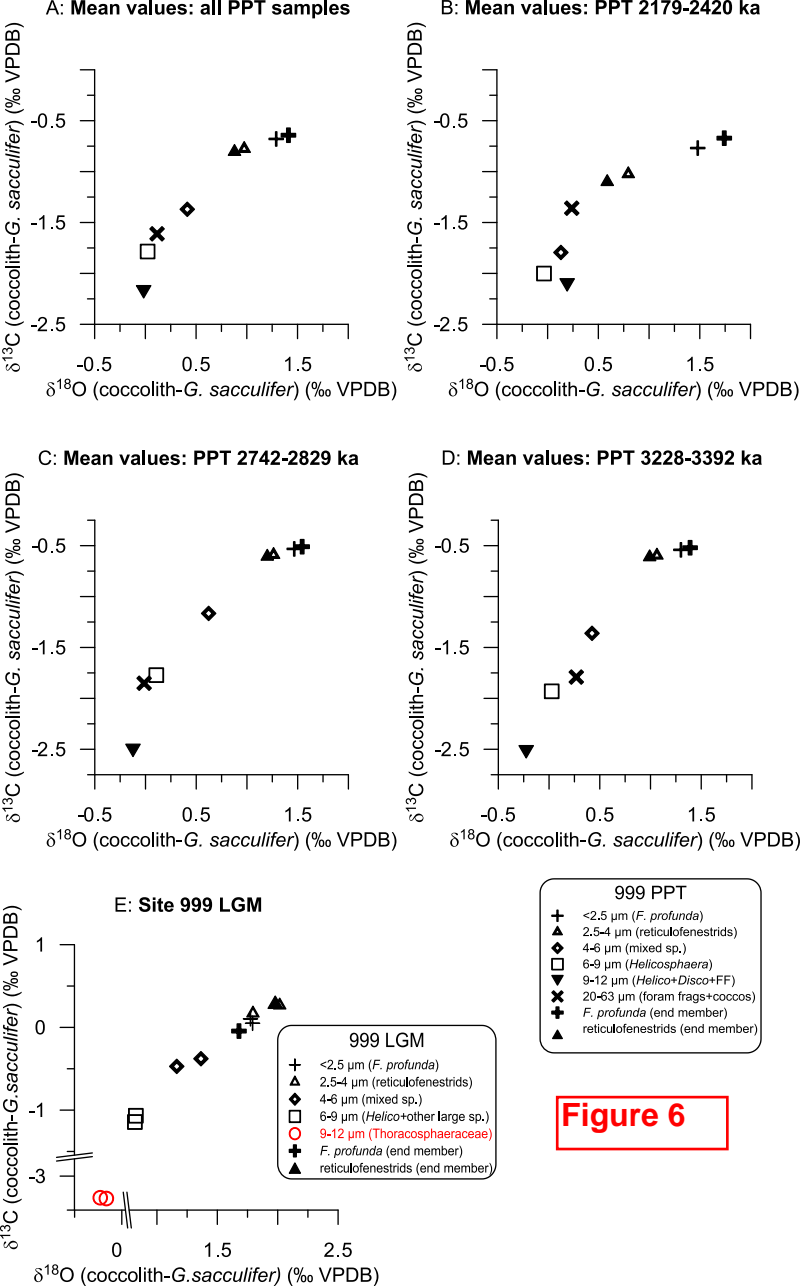 A: Mean values: all PPT samples
δ13C (coccolith-G. sacculifer) (‰ VPDB)
-0.5
-1.5
-2.5
-0.5 0.5 1.5
δ18O (coccolith-G. sacculifer) (‰ VPDB)
B: Mean values: PPT 2179-2420 ka
δ13C (coccolith-G. sacculifer) (‰ VPDB)
-0.5
-1.5
-2.5
-0.5 0.5 1.5
δ18O (coccolith-G. sacculifer) (‰ VPDB)
C: Mean values: PPT 2742-2829 ka
δ13C (coccolith-G. sacculifer) (‰ VPDB)
-0.5
-1.5
-2.5
-0.5 0.5 1.5
δ18O (coccolith-G. sacculifer) (‰ VPDB)
D: Mean values: PPT 3228-3392 ka
δ13C (coccolith-G. sacculifer) (‰ VPDB)
-0.5
-1.5
-2.5
-0.5 0.5 1.5
δ18O (coccolith-G. sacculifer) (‰ VPDB)
E: Site 999 LGM
δ13C (coccolith-G.sacculifer) (‰ VPDB)
1
0
-1
-3
0 1.5 2.5
δ18O (coccolith-G.sacculifer) (‰ VPDB)
999 LGM
<2.5 µm (F. profunda)
2.5-4 µm (reticulofenestrids)
4-6 µm (mixed sp.)
6-9 µm (Helico+other large sp.)
9-12 µm (Thoracosphaeraceae)
F. profunda (end member)
reticulofenestrids (end member)
999 PPT
<2.5 µm (F. profunda)
2.5-4 µm (reticulofenestrids)
4-6 µm (mixed sp.)
6-9 µm (Helicosphaera)
9-12 µm (Helico+Disco+FF)
20-63 µm (foram frags+coccos)
F. profunda (end member)
reticulofenestrids (end member)
Figure 6